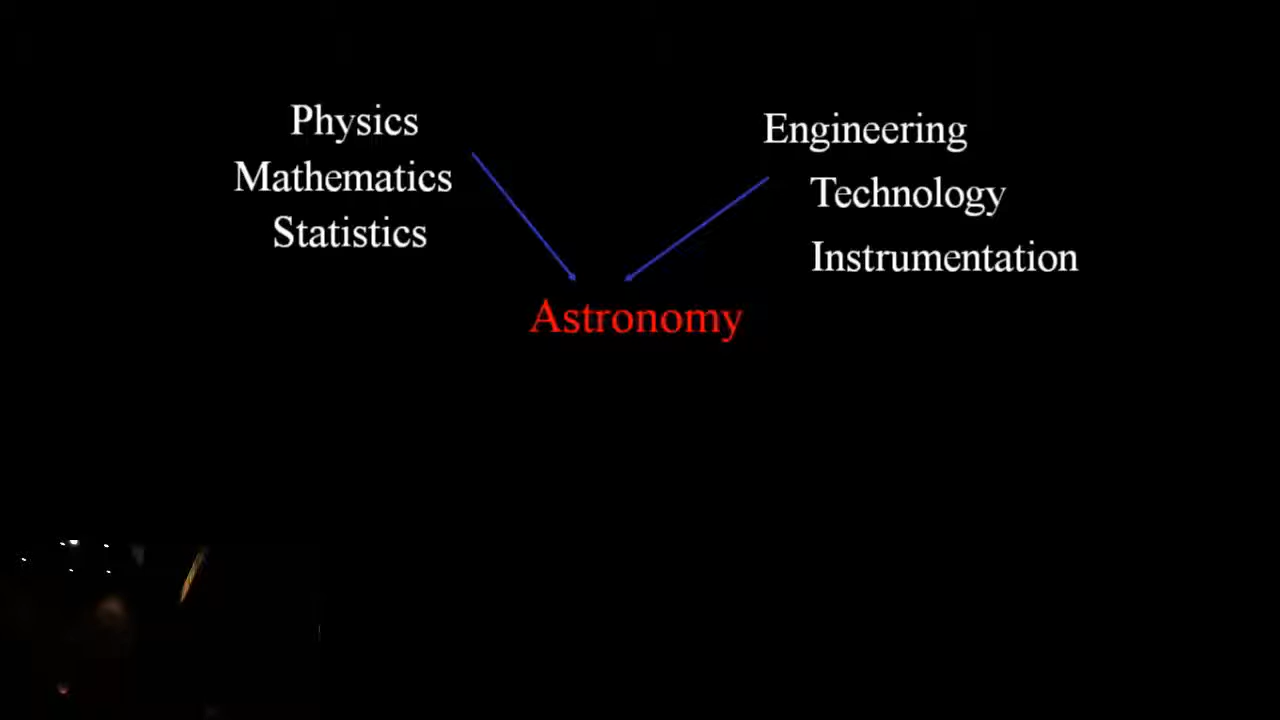 Physics
Mathematics
Statistics
Engineering
Technology
Instrumentation
Astronomy